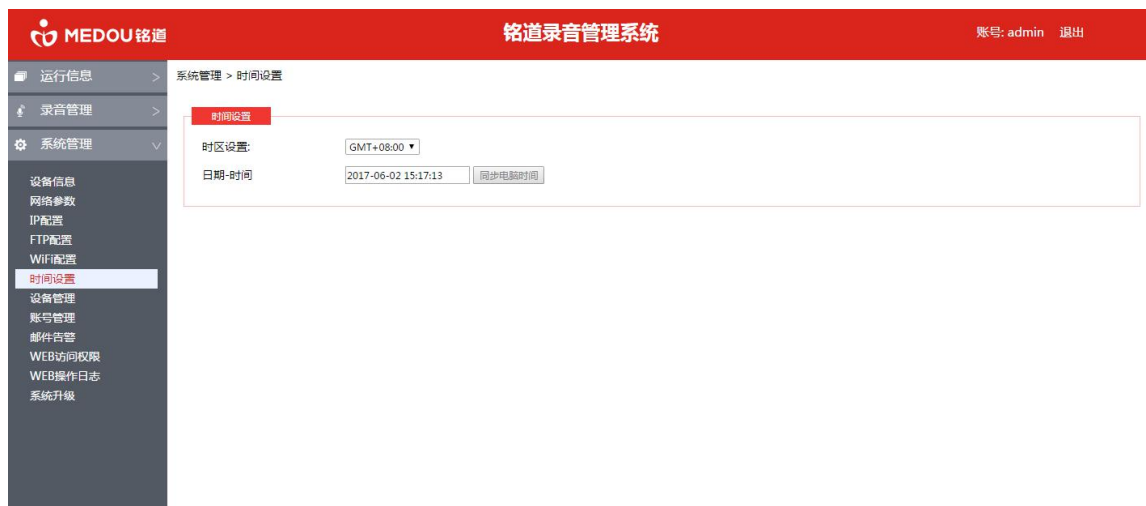 MEDOU铭道
铭道录音管理系统
账号: admin 退出
运行信息 >
系统管理 > 时间设置
录音管理 >
系统管理
时间设置
时区设置:
GMT+08:00
日期-时间
2017-06-02 15:17:13
同步电脑时间
设备信息
网络参数
IP配置
FTP配置
WiFi配置
时间设置
设备管理
账号管理
邮件告警
WEB访问权限
WEB操作日志
系统升级